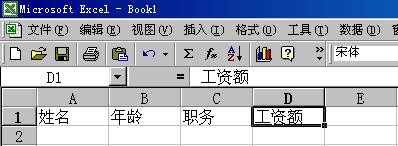 Microsoft Excel - Book1
文件(F) 编辑(E) 视图(V) 插入(I) 格式(O) 工具(T) 数据(D) 窗
Σ fx 宋体
D1 = 工资额
A B C D E
1 姓名 年龄 职务 工资额
2